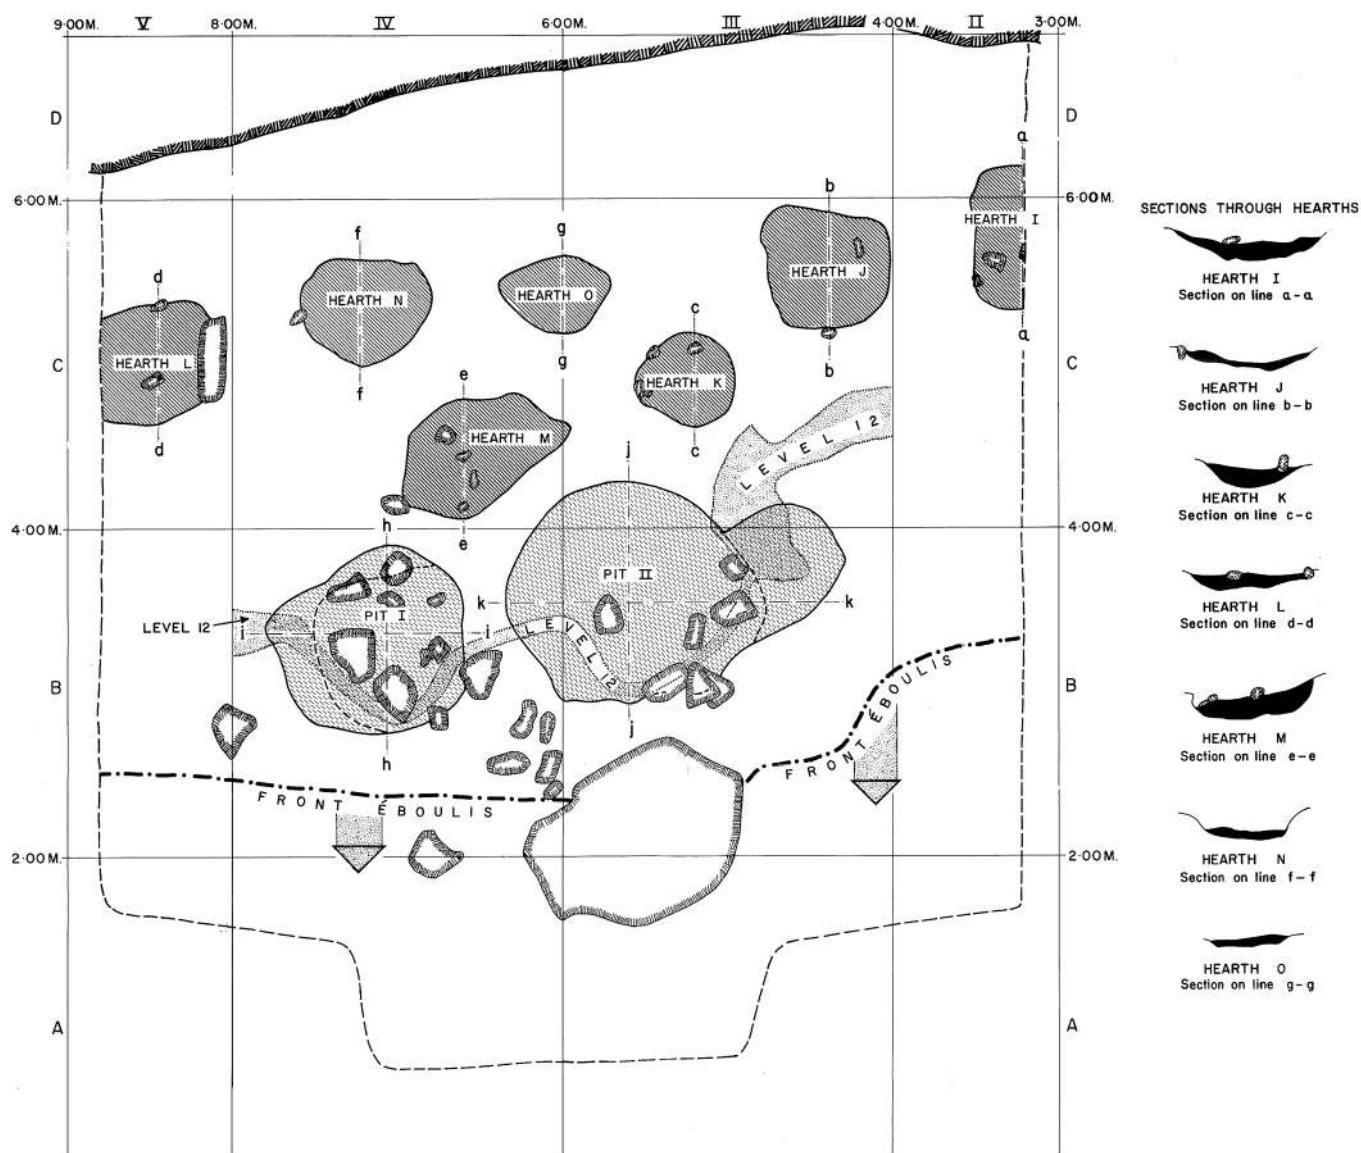 9·00M. V 8·00M. IV 6·00M. III 4·00M. II 3·00M.
D D
a
6·00M. 6·00M.
b
HEARTH I
f g
HEARTH J
d
HEARTH N HEARTH O
c
a
C HEARTH L g b C
e HEARTH K
f
HEARTH M
d j c
LEVEL 12
h
4·00M. 4·00M.
e
PIT II
k k
PIT I
LEVEL 12 i i LEVEL 12
B B
j
h
FRONT ÉBOULIS
FRONT ÉBOULIS
2·00M. 2·00M.
A A
SECTIONS THROUGH HEARTHS
HEARTH I
Section on line a-a
HEARTH J
Section on line b-b
HEARTH K
Section on line c-c
HEARTH L
Section on line d-d
HEARTH M
Section on line e-e
HEARTH N
Section on line f-f
HEARTH O
Section on line g-g